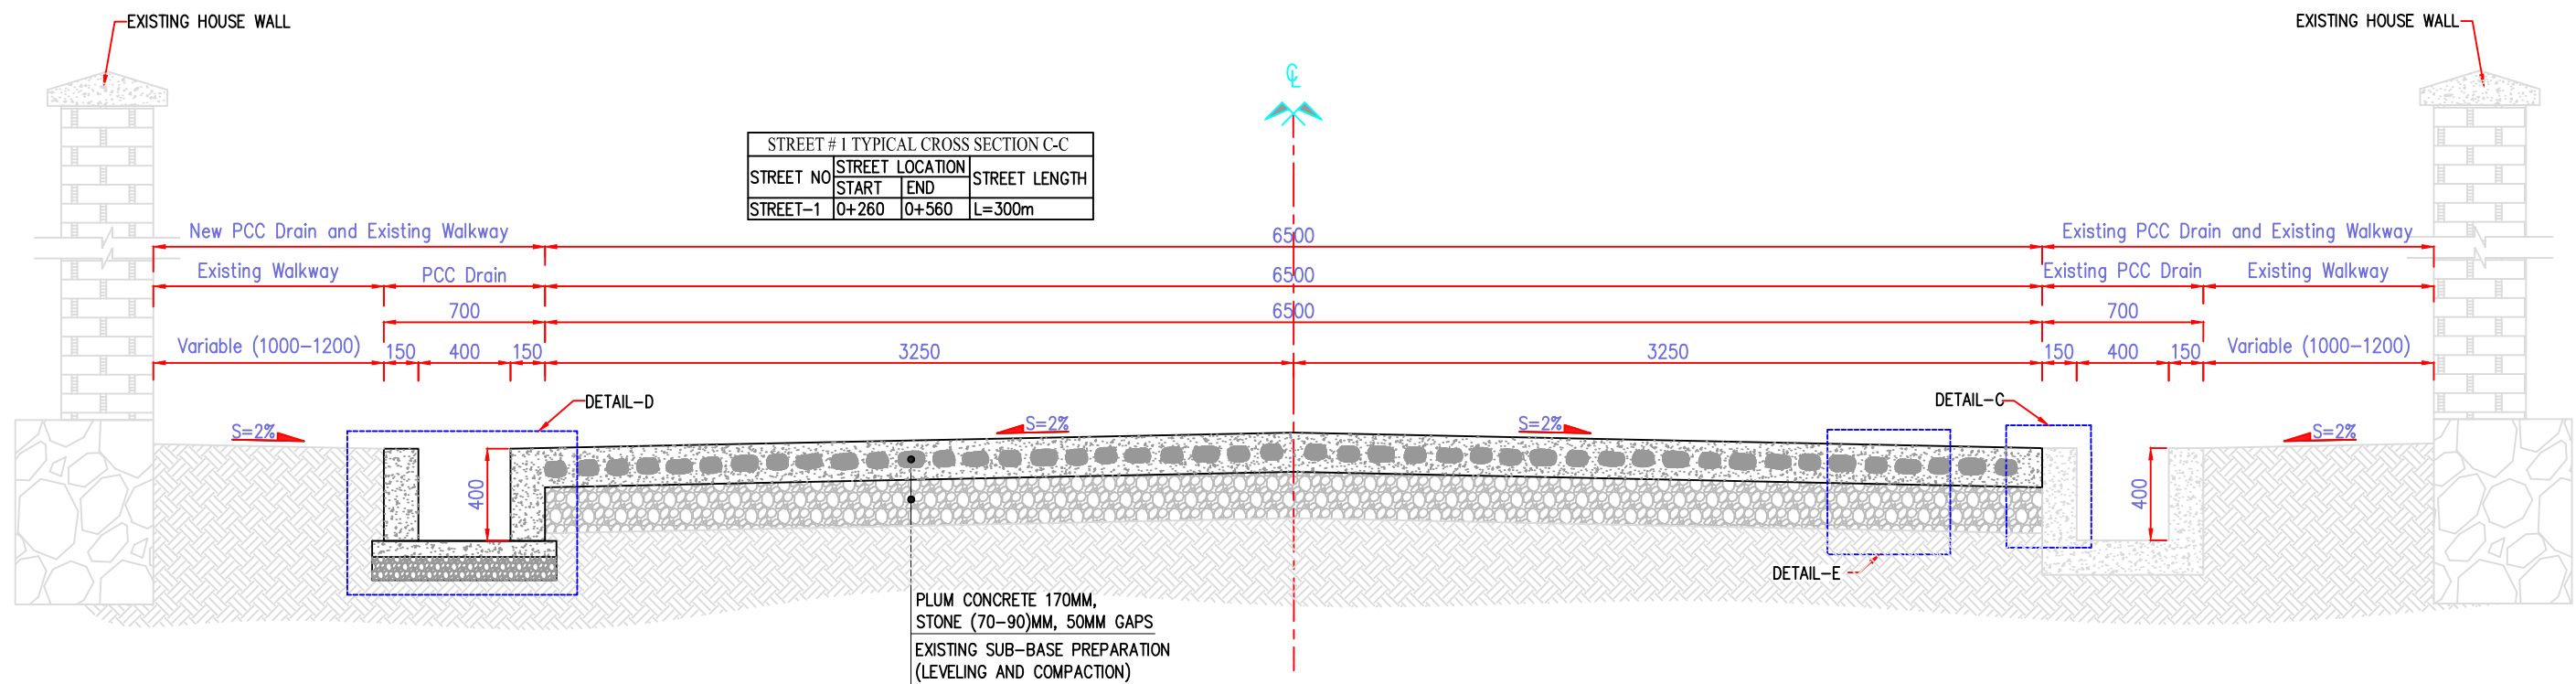 EXISTING HOUSE WALL
EXISTING HOUSE WALL
℄
STREET # 1 TYPICAL CROSS SECTION C-C
STREET NO STREET LOCATION STREET LENGTH
START END
STREET-1 0+260 0+560 L=300m
New PCC Drain and Existing Walkway 6500 Existing PCC Drain and Existing Walkway
Existing Walkway PCC Drain 6500 Existing PCC Drain Existing Walkway
700 6500 700
Variable (1000-1200) 150 400 150 3250 3250 150 400 150 Variable (1000-1200)
DETAIL-D DETAIL-C
S=2% S=2% S=2% S=2%
400 400
DETAIL-E
PLUM CONCRETE 170MM,
STONE (70-90)MM, 50MM GAPS
EXISTING SUB-BASE PREPARATION
(LEVELING AND COMPACTION)